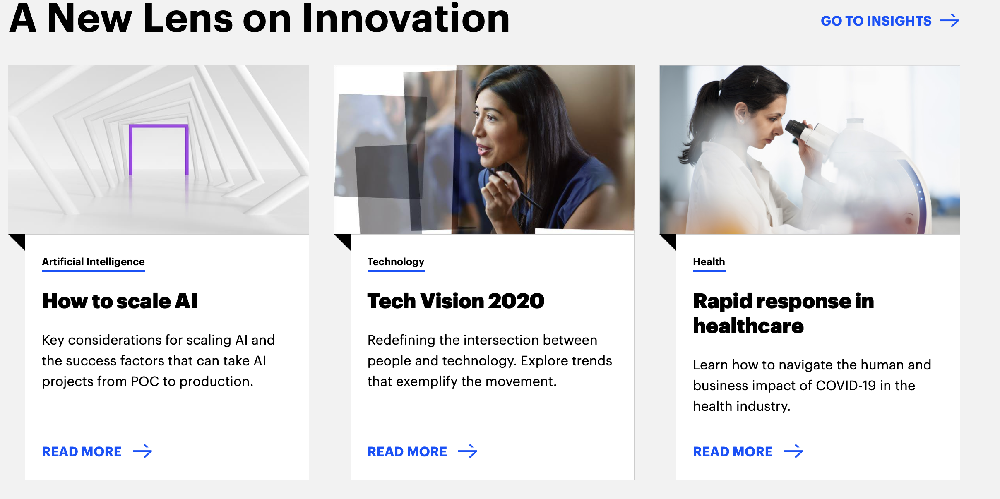 A New Lens on Innovation
GO TO INSIGHTS
Artificial Intelligence
How to scale AI
Key considerations for scaling AI and
the success factors that can take AI
projects from POC to production.
READ MORE
Technology
Tech Vision 2020
Redefining the intersection between
people and technology. Explore trends
that exemplify the movement.
READ MORE
Health
Rapid response in
healthcare
Learn how to navigate the human and
business impact of COVID-19 in the
health industry.
READ MORE